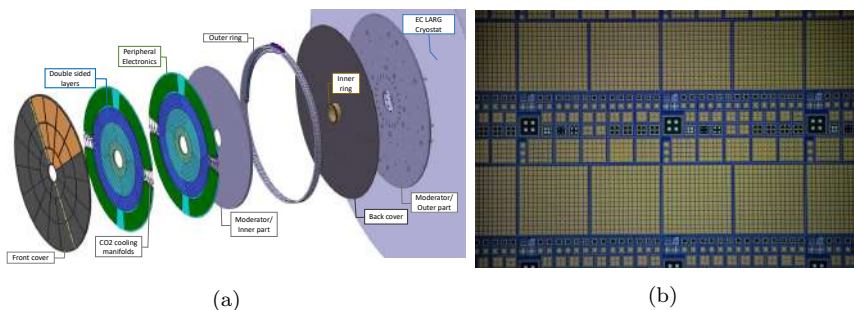 EC LARG
Cryostat
Outer ring
Peripheral
Electronics
Double sided
layers
Inner
ring
Moderator/
Outer part
Back cover
Moderator/
Inner part
CO2 cooling
manifolds
Front cover
(a)
(b)